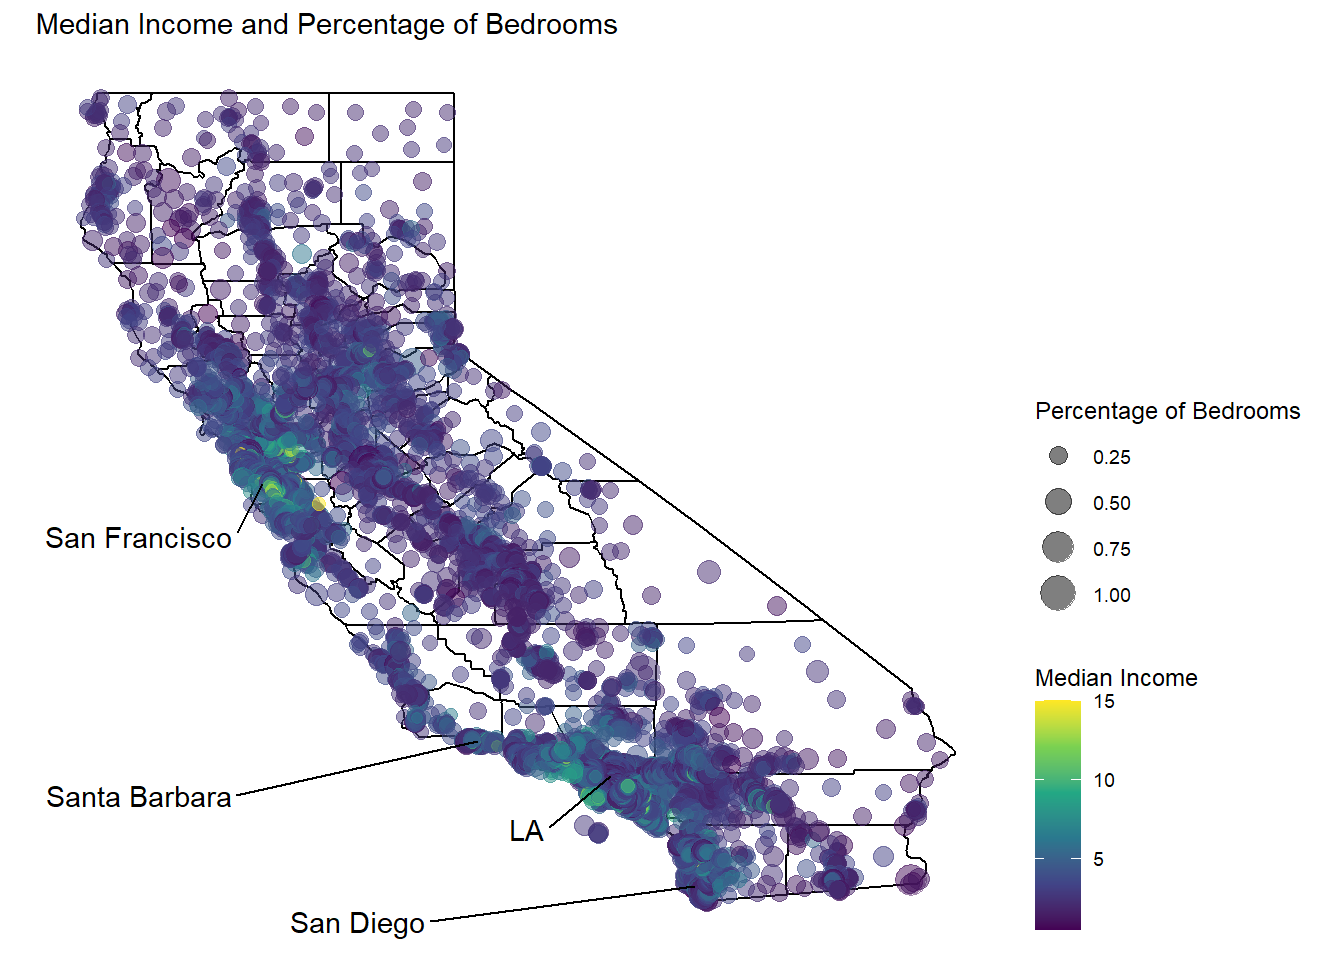 Median Income and Percentage of Bedrooms
Percentage of Bedrooms
0.25
0.50
0.75
1.00
San Francisco
Median Income
15
10
5
Santa Barbara
LA
San Diego